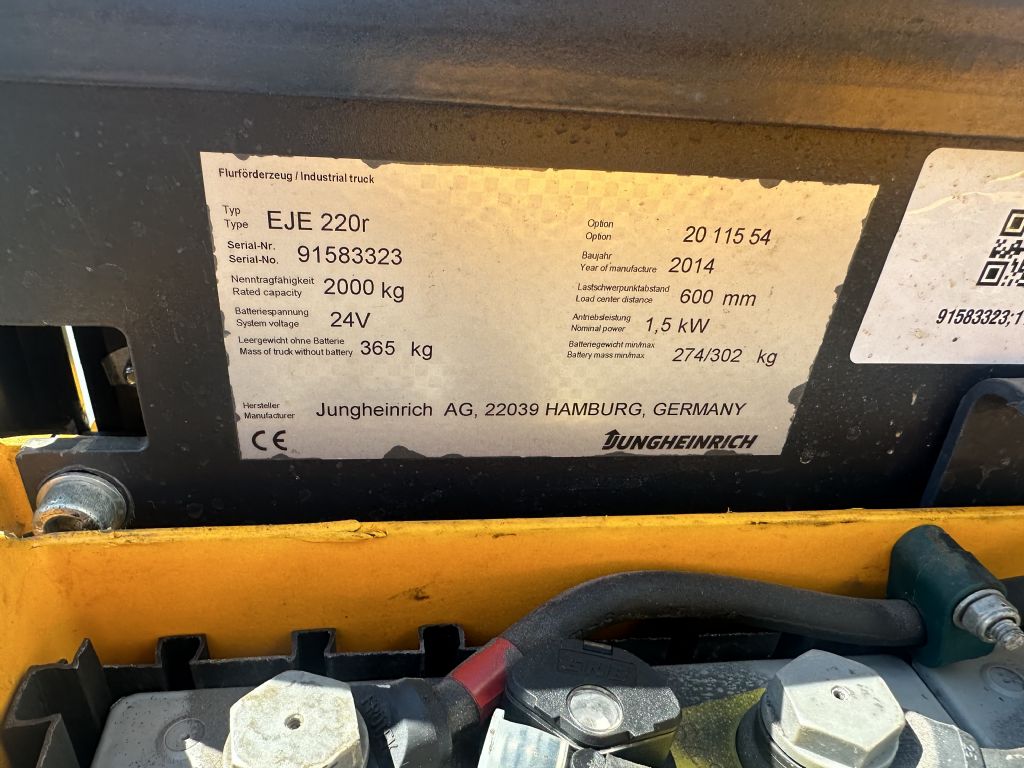 Flurförderzeug / Industrial truck
Typ
Type EJE 220r
Option
Option 20 115 54
Serial-Nr.
Serial-No. 91583323
Baujahr
Year of manufacture 2014
Nenntragfähigkeit
Rated capacity 2000 kg
Lastschwerpunktabstand
Load center distance 600 mm
Batteriespannung
System voltage 24V
Antriebsleistung
Nominal power 1,5 kW
Leergewicht ohne Batterie
Mass of truck without battery 365 kg
Batteriegewicht min/max
Battery mass min/max 274/302 kg
Hersteller
Manufacturer Jungheinrich AG, 22039 HAMBURG, GERMANY
CE
JUNGHEINRICH
91583323;1